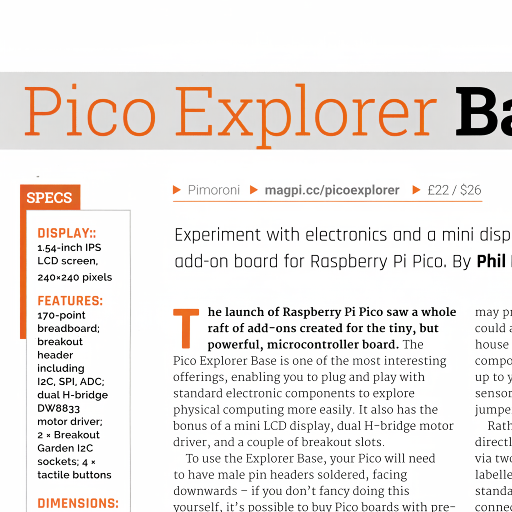 Pico Explorer Ba
Pimoroni magpi.cc/picoexplorer £22 / $26
SPECS
DISPLAY::
1.54-inch IPS
LCD screen,
240×240 pixels
FEATURES:
170-point
breadboard;
breakout
header
including
I2C, SPI, ADC;
dual H-bridge
DW8833
motor driver;
2 × Breakout
Garden I2C
sockets; 4 ×
tactile buttons
DIMENSIONS:
Experiment with electronics and a mini disp
add-on board for Raspberry Pi Pico. By Phil
The launch of Raspberry Pi Pico saw a whole
raft of add-ons created for the tiny, but
powerful, microcontroller board. The
Pico Explorer Base is one of the most interesting
offerings, enabling you to plug and play with
standard electronic components to explore
physical computing more easily. It also has the
bonus of a mini LCD display, dual H-bridge motor
driver, and a couple of breakout slots.
To use the Explorer Base, your Pico will need
to have male pin headers soldered, facing
downwards – if you don't fancy doing this
yourself, it's possible to buy Pico boards with pre-
may p
could a
house
compo
up to y
sensor
jumpe
Rath
directl
via two
labelle
standa
connec